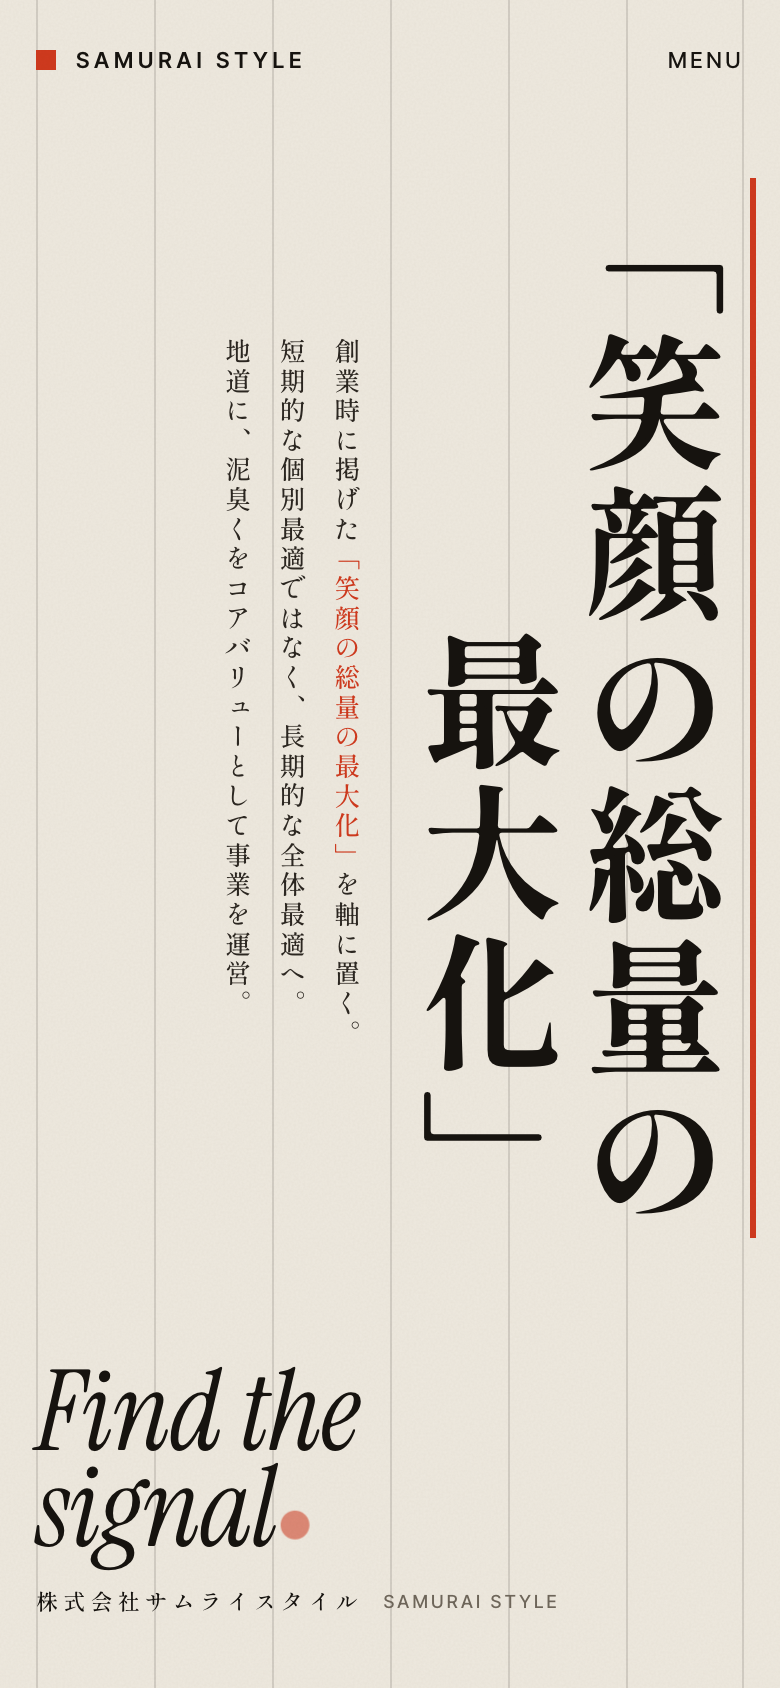 SAMURAI STYLE
MENU
「笑顔の総量の
最大化」
創業時に掲げた「笑顔の総量の最大化」を軸に置く。
短期的な個別最適ではなく、長期的な全体最適へ。
地道に、泥臭くをコアバリューとして事業を運営。
Find the
signal
株式会社サムライスタイル SAMURAI STYLE